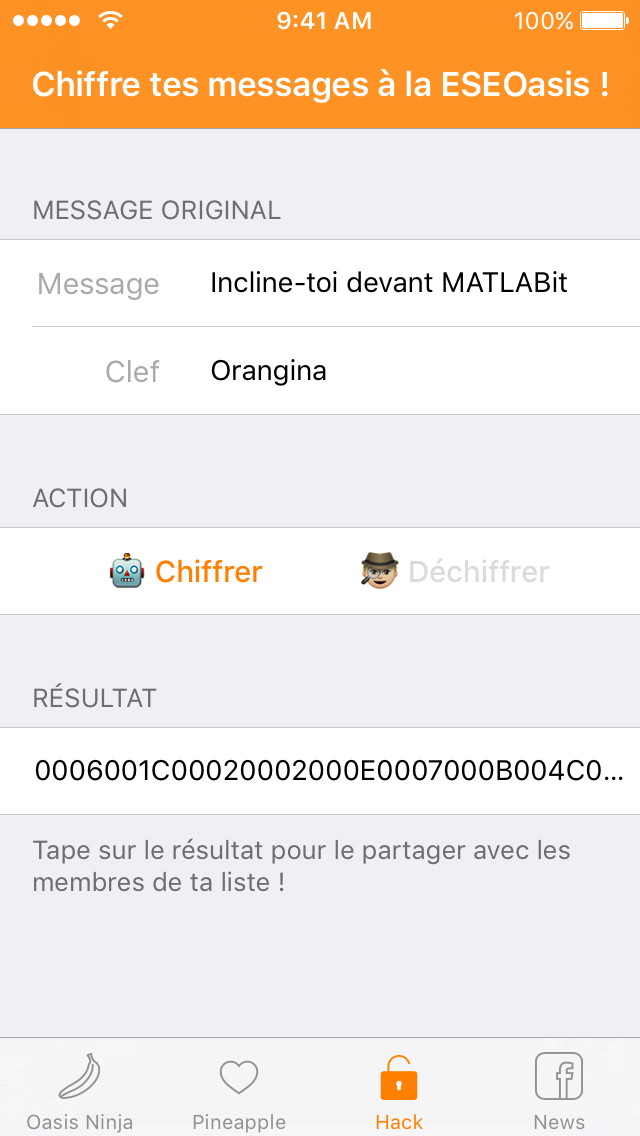 9:41 AM
100%
Chiffre tes messages à la ESEOasis !
MESSAGE ORIGINAL
Message Incline-toi devant MATLABit
Clef Orangina
ACTION
Chiffrer Déchiffrer
RÉSULTAT
0006001C00020002000E0007000B004C0...
Tape sur le résultat pour le partager avec les
membres de ta liste !
Oasis Ninja Pineapple Hack News